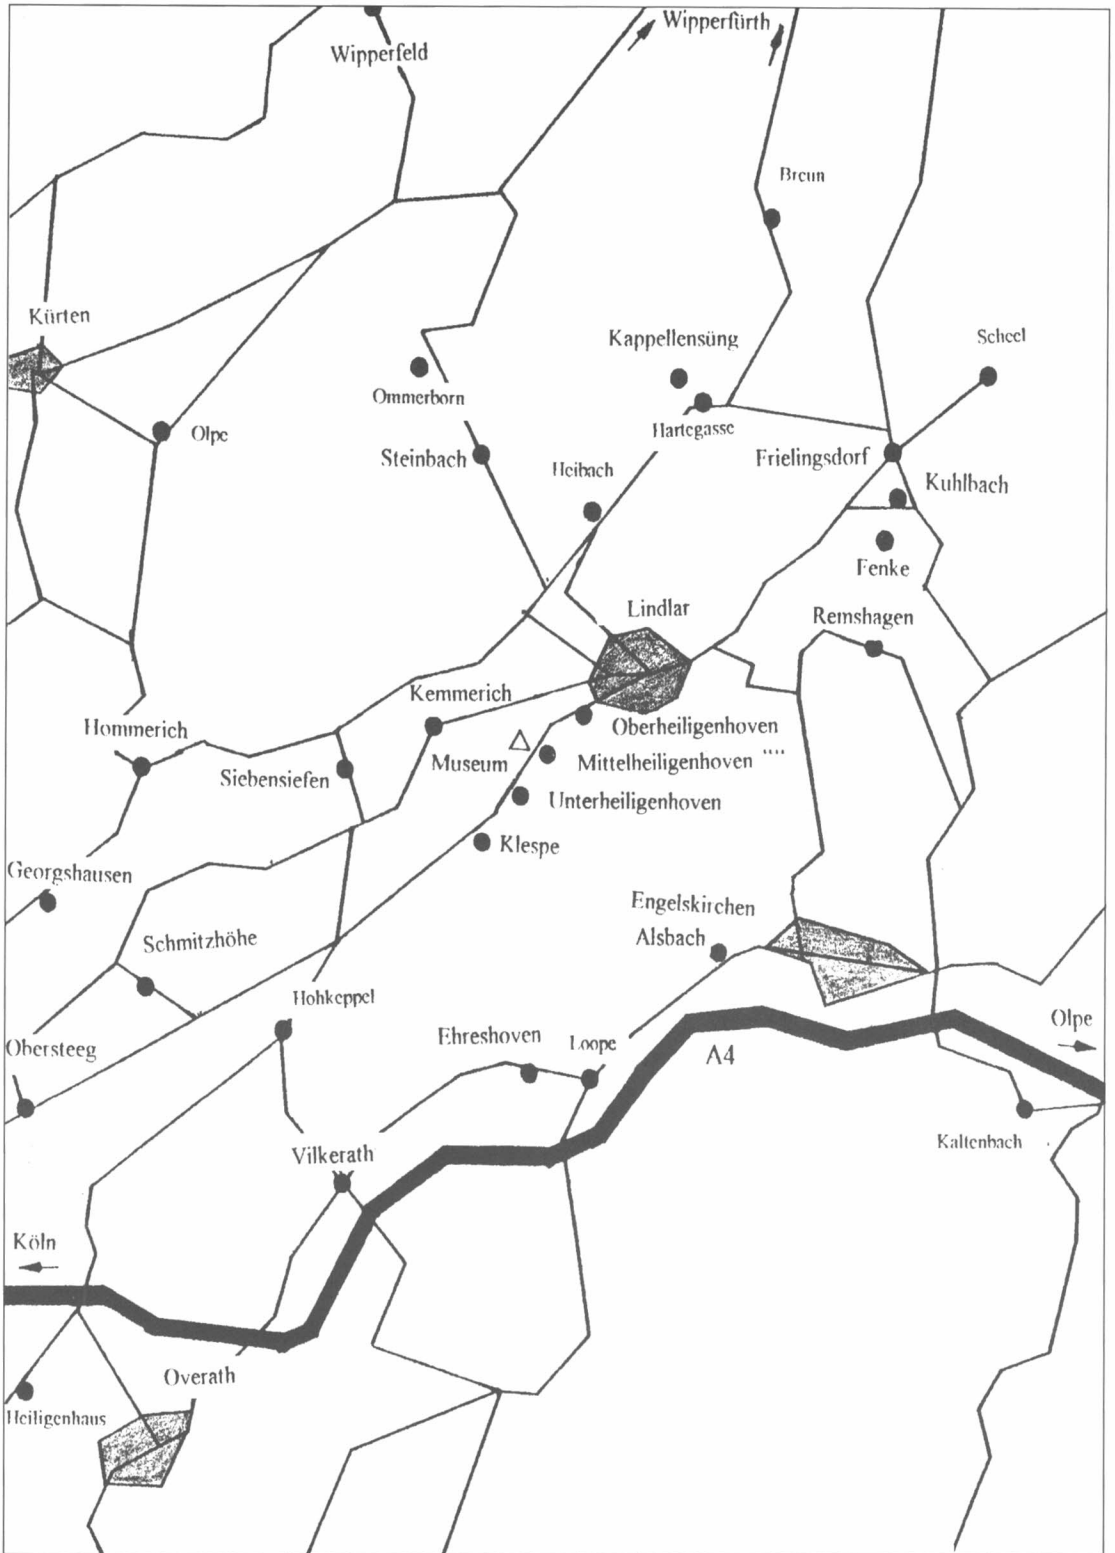 Wipperfürth
Wipperfeld
Breun
Kürten
Kappellensüng
Scheel
Ommerborn
Hartegasse
Olpe
Steinbach
Frielingsdorf
Heibach
Kuhlbach
Fenke
Lindlar
Remshagen
Kemmerich
Hommerich
Oberheiligenhoven
Museum
Mittelheiligenhoven
Siebensiefen
Unterheiligenhoven
Klespe
Georgshausen
Engelskirchen
Alsbach
Schmitzhöhe
Hohkeppel
Olpe
Obersteeg
Ehreshoven
Loope
A4
Kaltenbach
Vilkerath
Köln
Overath
Heiligenhaus